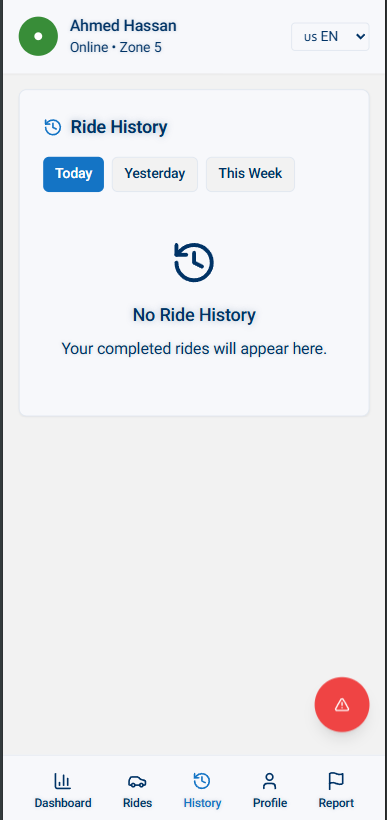 Ahmed Hassan
Online • Zone 5
us EN
Ride History
Today
Yesterday
This Week
No Ride History
Your completed rides will appear here.
Dashboard
Rides
History
Profile
Report